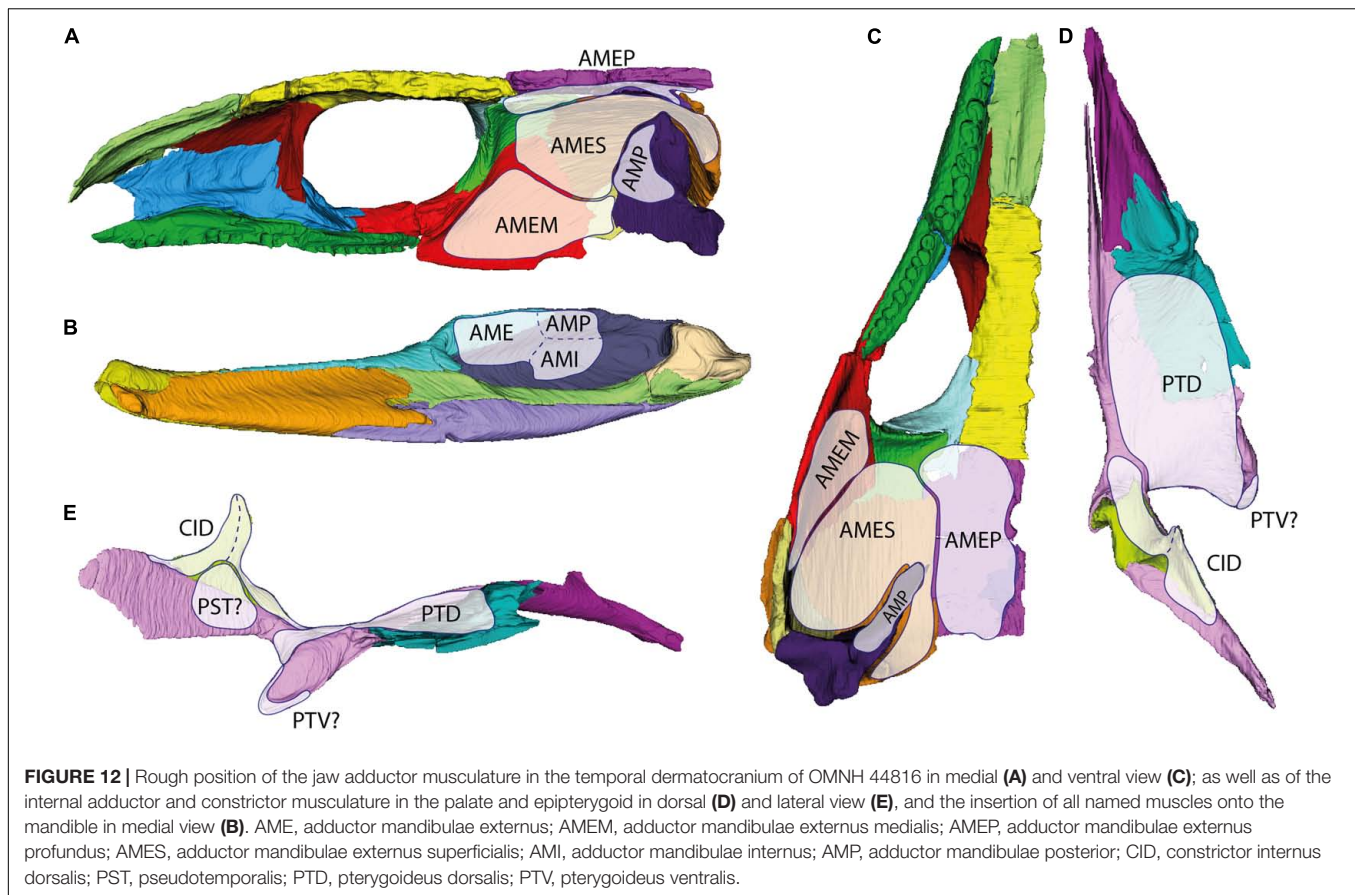 A
AMEP
AMES
AMP
AMEM
B
AME
AMP
AMI
E
CID
PST?
PTD
PTV?
C
AMEM
AMES
AMEP
AMP
D
PTD
PTV?
CID
FIGURE 12 | Rough position of the jaw adductor musculature in the temporal dermatocranium of OMNH 44816 in medial (A) and ventral view (C); as well as of the
internal adductor and constrictor musculature in the palate and epipterygoid in dorsal (D) and lateral view (E), and the insertion of all named muscles onto the
mandible in medial view (B). AME, adductor mandibulae externus; AMEM, adductor mandibulae externus medialis; AMEP, adductor mandibulae externus
profundus; AMES, adductor mandibulae externus superficialis; AMI, adductor mandibulae internus; AMP, adductor mandibulae posterior; CID, constrictor internus
dorsalis; PST, pseudotemporalis; PTD, pterygoideus dorsalis; PTV, pterygoideus ventralis.